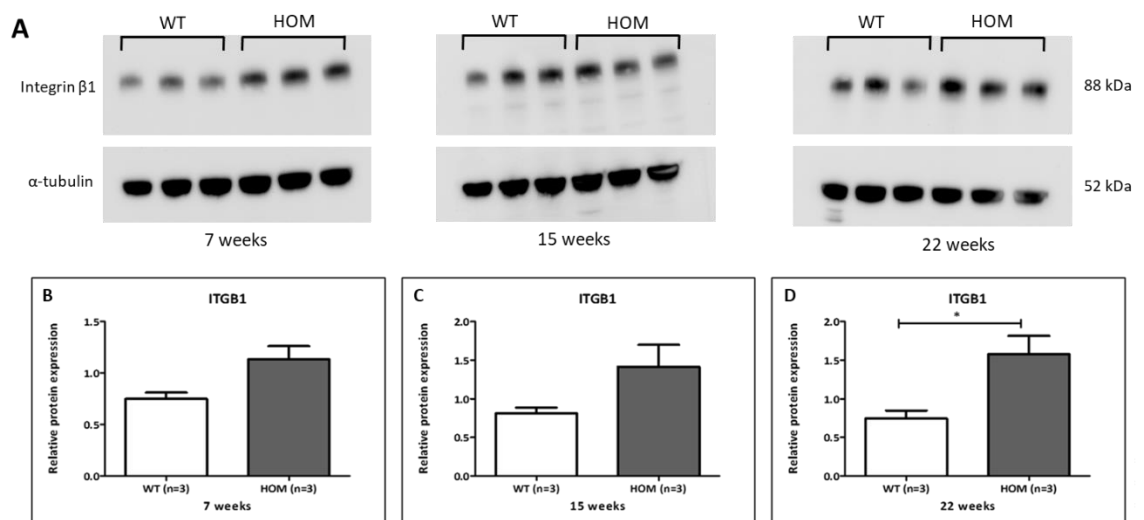 A
WT HOM
WT HOM
WT HOM
Integrin β1
88 kDa
α-tubulin
52 kDa
7 weeks
15 weeks
22 weeks
B
ITGB1
Relative protein expression
1.5
1.0
0.5
0.0
WT (n=3) HOM (n=3)
7 weeks
C
ITGB1
Relative protein expression
2.0
1.5
1.0
0.5
0.0
WT (n=3) HOM (n=3)
15 weeks
D
ITGB1
*
Relative protein expression
2.0
1.5
1.0
0.5
0.0
WT (n=3) HOM (n=3)
22 weeks